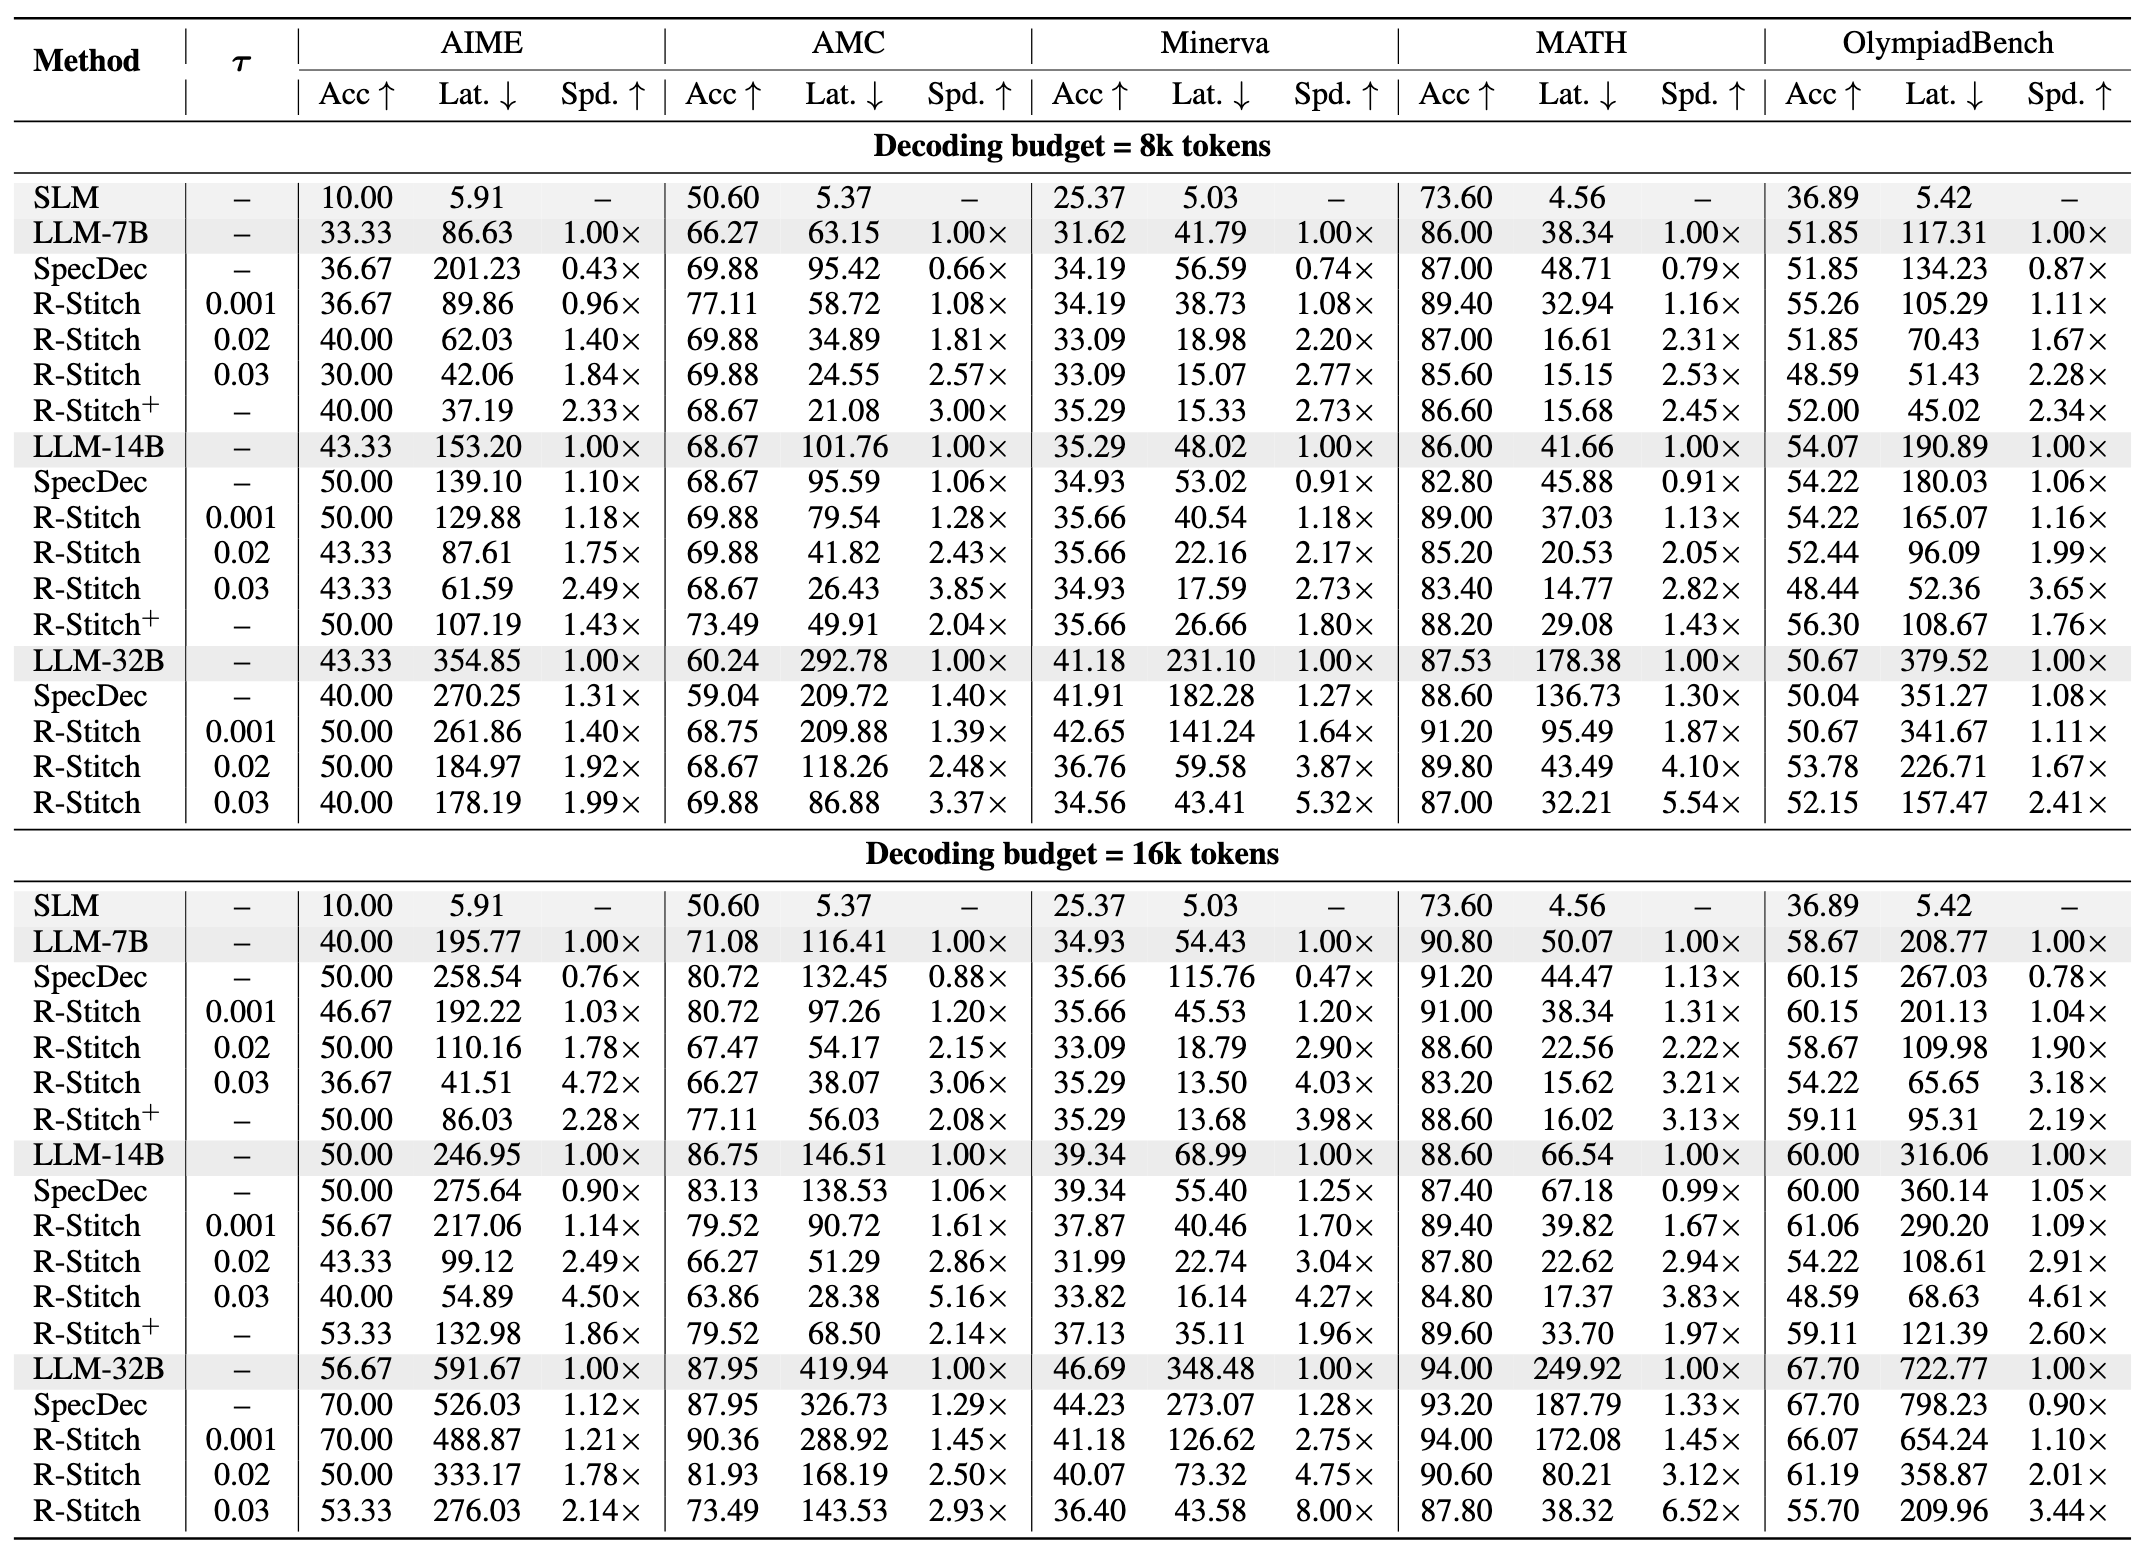 Method τ AIME AMC Minerva MATH OlympiadBench
Acc ↑ Lat. ↓ Spd. ↑ Acc ↑ Lat. ↓ Spd. ↑ Acc ↑ Lat. ↓ Spd. ↑ Acc ↑ Lat. ↓ Spd. ↑ Acc ↑ Lat. ↓ Spd. ↑
Decoding budget = 8k tokens
SLM – 10.00 5.91 – 50.60 5.37 – 25.37 5.03 – 73.60 4.56 – 36.89 5.42 –
LLM-7B – 33.33 86.63 1.00× 66.27 63.15 1.00× 31.62 41.79 1.00× 86.00 38.34 1.00× 51.85 117.31 1.00×
SpecDec – 36.67 201.23 0.43× 69.88 95.42 0.66× 34.19 56.59 0.74× 87.00 48.71 0.79× 51.85 134.23 0.87×
R-Stitch 0.001 36.67 89.86 0.96× 77.11 58.72 1.08× 34.19 38.73 1.08× 89.40 32.94 1.16× 55.26 105.29 1.11×
R-Stitch 0.02 40.00 62.03 1.40× 69.88 34.89 1.81× 33.09 18.98 2.20× 87.00 16.61 2.31× 51.85 70.43 1.67×
R-Stitch 0.03 30.00 42.06 1.84× 69.88 24.55 2.57× 33.09 15.07 2.77× 85.60 15.15 2.53× 48.59 51.43 2.28×
R-Stitch⁺ – 40.00 37.19 2.33× 68.67 21.08 3.00× 35.29 15.33 2.73× 86.60 15.68 2.45× 52.00 45.02 2.34×
LLM-14B – 43.33 153.20 1.00× 68.67 101.76 1.00× 35.29 48.02 1.00× 86.00 41.66 1.00× 54.07 190.89 1.00×
SpecDec – 50.00 139.10 1.10× 68.67 95.59 1.06× 34.93 53.02 0.91× 82.80 45.88 0.91× 54.22 180.03 1.06×
R-Stitch 0.001 50.00 129.88 1.18× 69.88 79.54 1.28× 35.66 40.54 1.18× 89.00 37.03 1.13× 54.22 165.07 1.16×
R-Stitch 0.02 43.33 87.61 1.75× 69.88 41.82 2.43× 35.66 22.16 2.17× 85.20 20.53 2.05× 52.44 96.09 1.99×
R-Stitch 0.03 43.33 61.59 2.49× 68.67 26.43 3.85× 34.93 17.59 2.73× 83.40 14.77 2.82× 48.44 52.36 3.65×
R-Stitch⁺ – 50.00 107.19 1.43× 73.49 49.91 2.04× 35.66 26.66 1.80× 88.20 29.08 1.43× 56.30 108.67 1.76×
LLM-32B – 43.33 354.85 1.00× 60.24 292.78 1.00× 41.18 231.10 1.00× 87.53 178.38 1.00× 50.67 379.52 1.00×
SpecDec – 40.00 270.25 1.31× 59.04 209.72 1.40× 41.91 182.28 1.27× 88.60 136.73 1.30× 50.04 351.27 1.08×
R-Stitch 0.001 50.00 261.86 1.40× 68.75 209.88 1.39× 42.65 141.24 1.64× 91.20 95.49 1.87× 50.67 341.67 1.11×
R-Stitch 0.02 50.00 184.97 1.92× 68.67 118.26 2.48× 36.76 59.58 3.87× 89.80 43.49 4.10× 53.78 226.71 1.67×
R-Stitch 0.03 40.00 178.19 1.99× 69.88 86.88 3.37× 34.56 43.41 5.32× 87.00 32.21 5.54× 52.15 157.47 2.41×
Decoding budget = 16k tokens
SLM – 10.00 5.91 – 50.60 5.37 – 25.37 5.03 – 73.60 4.56 – 36.89 5.42 –
LLM-7B – 40.00 195.77 1.00× 71.08 116.41 1.00× 34.93 54.43 1.00× 90.80 50.07 1.00× 58.67 208.77 1.00×
SpecDec – 50.00 258.54 0.76× 80.72 132.45 0.88× 35.66 115.76 0.47× 91.20 44.47 1.13× 60.15 267.03 0.78×
R-Stitch 0.001 46.67 192.22 1.03× 80.72 97.26 1.20× 35.66 45.53 1.20× 91.00 38.34 1.31× 60.15 201.13 1.04×
R-Stitch 0.02 50.00 110.16 1.78× 67.47 54.17 2.15× 33.09 18.79 2.90× 88.60 22.56 2.22× 58.67 109.98 1.90×
R-Stitch 0.03 36.67 41.51 4.72× 66.27 38.07 3.06× 35.29 13.50 4.03× 83.20 15.62 3.21× 54.22 65.65 3.18×
R-Stitch⁺ – 50.00 86.03 2.28× 77.11 56.03 2.08× 35.29 13.68 3.98× 88.60 16.02 3.13× 59.11 95.31 2.19×
LLM-14B – 50.00 246.95 1.00× 86.75 146.51 1.00× 39.34 68.99 1.00× 88.60 66.54 1.00× 60.00 316.06 1.00×
SpecDec – 50.00 275.64 0.90× 83.13 138.53 1.06× 39.34 55.40 1.25× 87.40 67.18 0.99× 60.00 360.14 1.05×
R-Stitch 0.001 56.67 217.06 1.14× 79.52 90.72 1.61× 37.87 40.46 1.70× 89.40 39.82 1.67× 61.06 290.20 1.09×
R-Stitch 0.02 43.33 99.12 2.49× 66.27 51.29 2.86× 31.99 22.74 3.04× 87.80 22.62 2.94× 54.22 108.61 2.91×
R-Stitch 0.03 40.00 54.89 4.50× 63.86 28.38 5.16× 33.82 16.14 4.27× 84.80 17.37 3.83× 48.59 68.63 4.61×
R-Stitch⁺ – 53.33 132.98 1.86× 79.52 68.50 2.14× 37.13 35.11 1.96× 89.60 33.70 1.97× 59.11 121.39 2.60×
LLM-32B – 56.67 591.67 1.00× 87.95 419.94 1.00× 46.69 348.48 1.00× 94.00 249.92 1.00× 67.70 722.77 1.00×
SpecDec – 70.00 526.03 1.12× 87.95 326.73 1.29× 44.23 273.07 1.28× 93.20 187.79 1.33× 67.70 798.23 0.90×
R-Stitch 0.001 70.00 488.87 1.21× 90.36 288.92 1.45× 41.18 126.62 2.75× 94.00 172.08 1.45× 66.07 654.24 1.10×
R-Stitch 0.02 50.00 333.17 1.78× 81.93 168.19 2.50× 40.07 73.32 4.75× 90.60 80.21 3.12× 61.19 358.87 2.01×
R-Stitch 0.03 53.33 276.03 2.14× 73.49 143.53 2.93× 36.40 43.58 8.00× 87.80 38.32 6.52× 55.70 209.96 3.44×